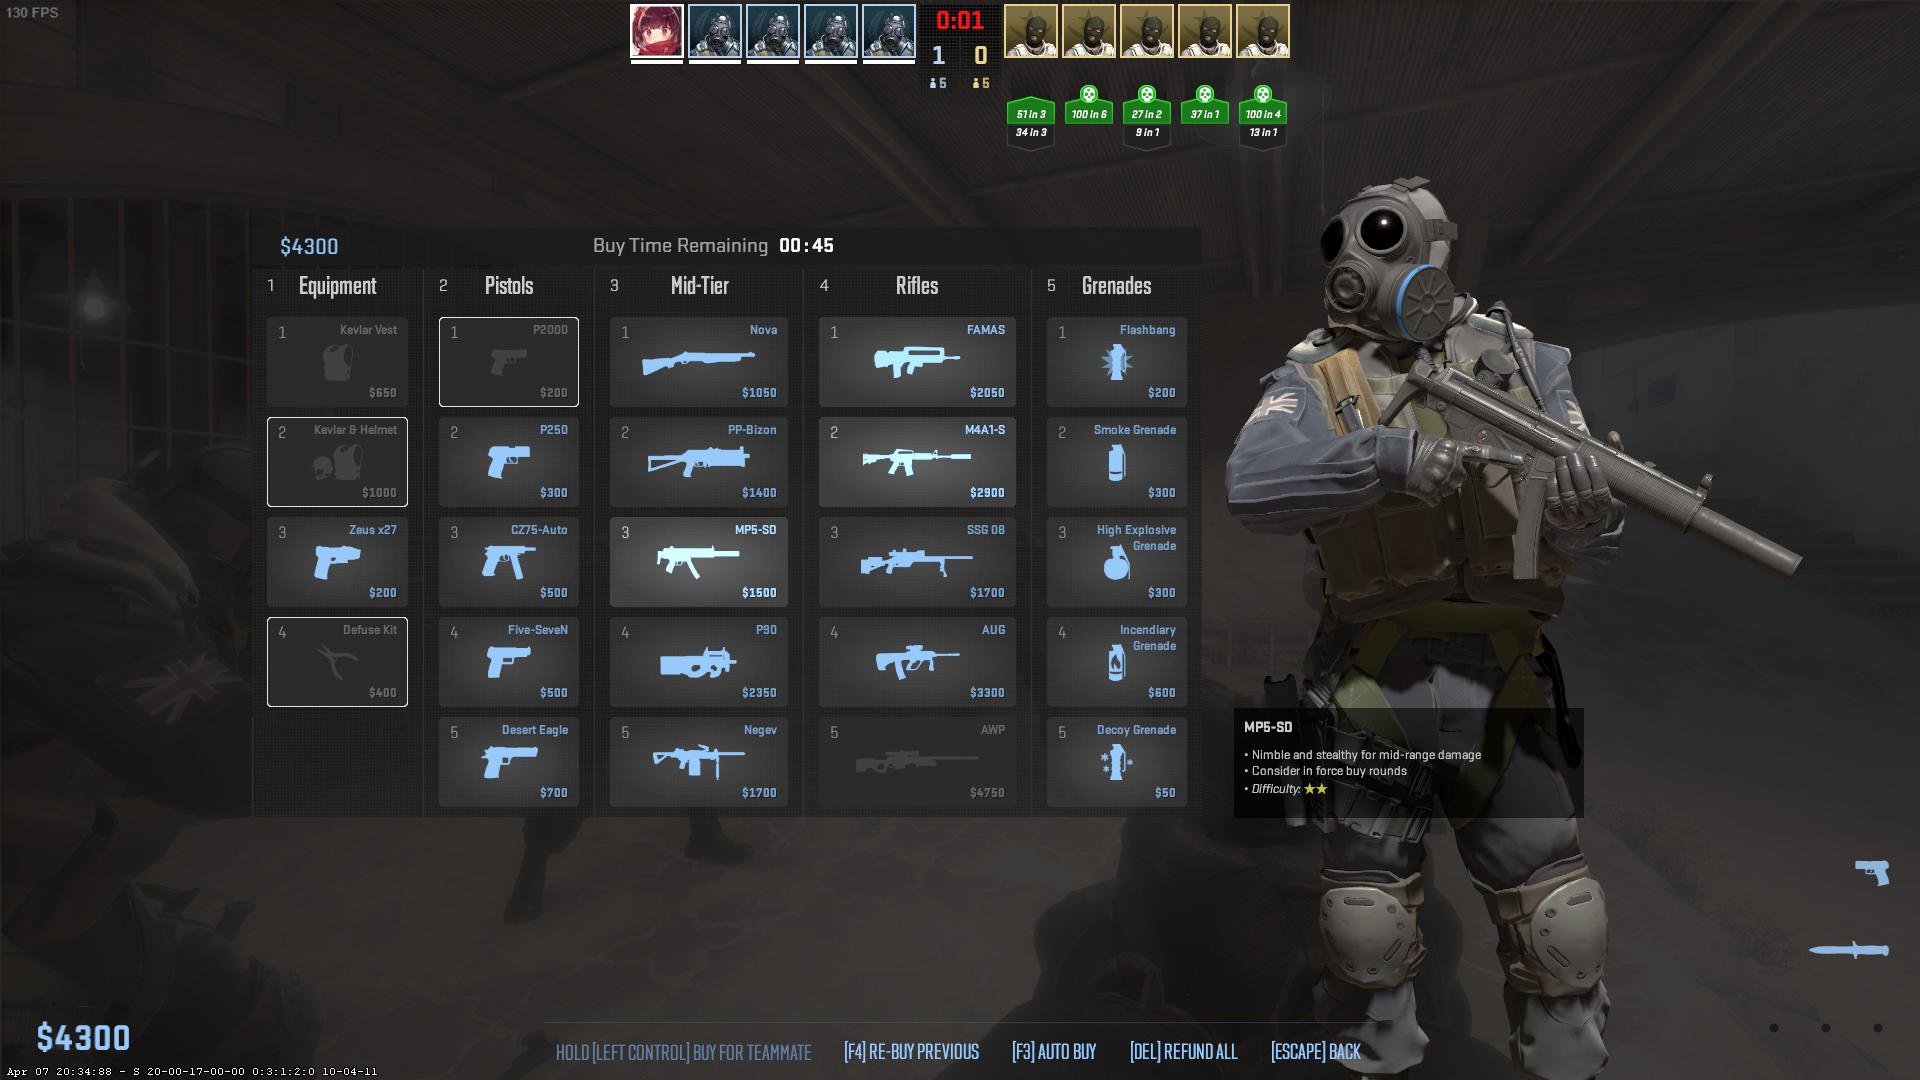 130 FPS
0:01
1 0
5 5
51 in 3 100 in 6 27 in 2 37 in 1 100 in 4
34 in 3 9 in 1 13 in 1
$4300 Buy Time Remaining 00:45
1 Equipment
1 Kevlar Vest
$650
2 Kevlar & Helmet
$1000
3 Zeus x27
$200
4 Defuse Kit
$400
2 Pistols
1 P2000
$200
2 P250
$300
3 CZ75-Auto
$500
4 Five-SeveN
$500
5 Desert Eagle
$700
3 Mid-Tier
1 Nova
$1050
2 PP-Bizon
$1400
3 MP5-SD
$1500
4 P90
$2350
5 Negev
$1700
4 Rifles
1 FAMAS
$2050
2 M4A1-S
$2900
3 SSG 08
$1700
4 AUG
$3300
5 AWP
$4750
5 Grenades
1 Flashbang
$200
2 Smoke Grenade
$300
3 High Explosive
Grenade
$300
4 Incendiary
Grenade
$600
5 Decoy Grenade
$50
MP5-SD
• Nimble and stealthy for mid-range damage
• Consider in force buy rounds
• Difficulty: ★★
$4300
HOLD [LEFT CONTROL] BUY FOR TEAMMATE [F4] RE-BUY PREVIOUS [F3] AUTO BUY [DEL] REFUND ALL [ESCAPE] BACK
Apr 07 20:34:88 - S 20-00-17-00-00 0:3:1:2:0 10-04-11